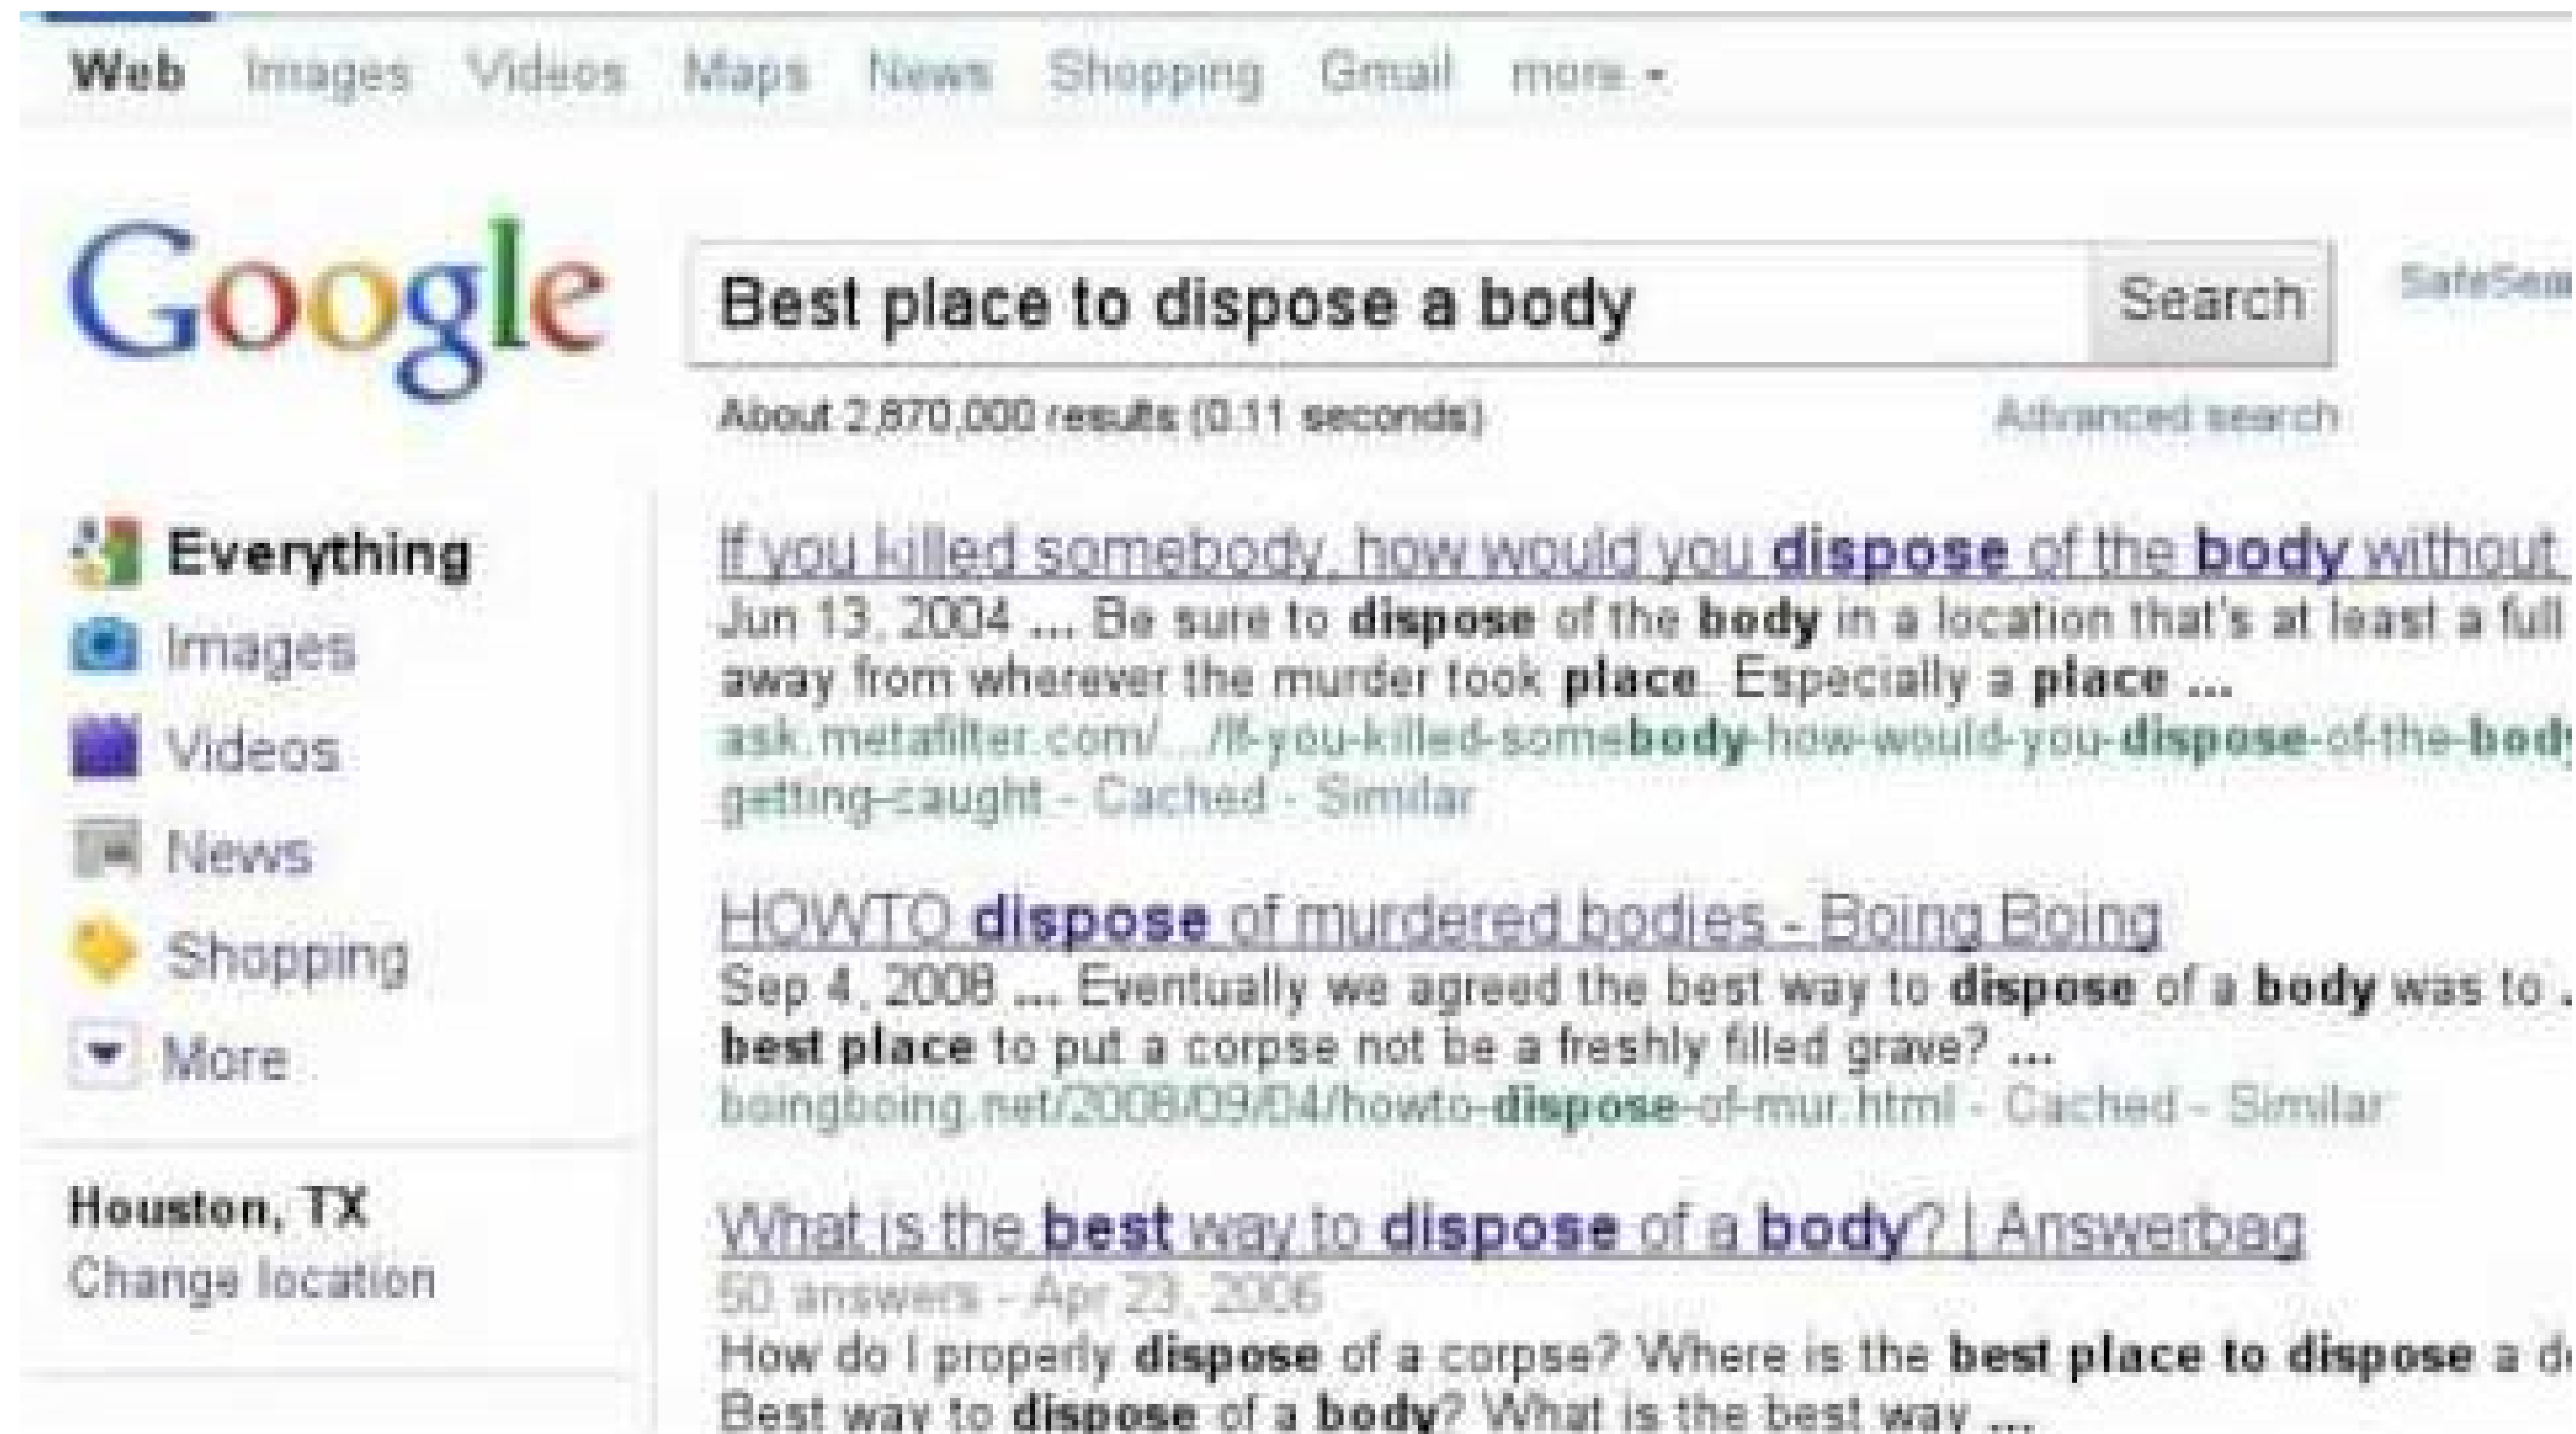 Web Images Videos Maps News Shopping Gmail more
Google
Best place to dispose a body
Search
About 2,870,000 results (0.11 seconds)
Advanced search
Everything
Images
Videos
News
Shopping
More
Houston, TX
Change location
If you killed somebody, how would you dispose of the body without
Jun 13, 2004 ... Be sure to dispose of the body in a location that's at least a full
away from wherever the murder took place. Especially a place ...
ask.metafilter.com/.../If-you-killed-somebody-how-would-you-dispose-of-the-body
getting-caught - Cached - Similar
HOWTO dispose of murdered bodies - Boing Boing
Sep 4, 2008 ... Eventually we agreed the best way to dispose of a body was to .
best place to put a corpse not be a freshly filled grave? ...
boingboing.net/2008/09/04/howto-dispose-of-mur.html - Cached - Similar
What is the best way to dispose of a body? | Answerbag
50 answers - Apr 23, 2006
How do I properly dispose of a corpse? Where is the best place to dispose a
Best way to dispose of a body? What is the best way ...